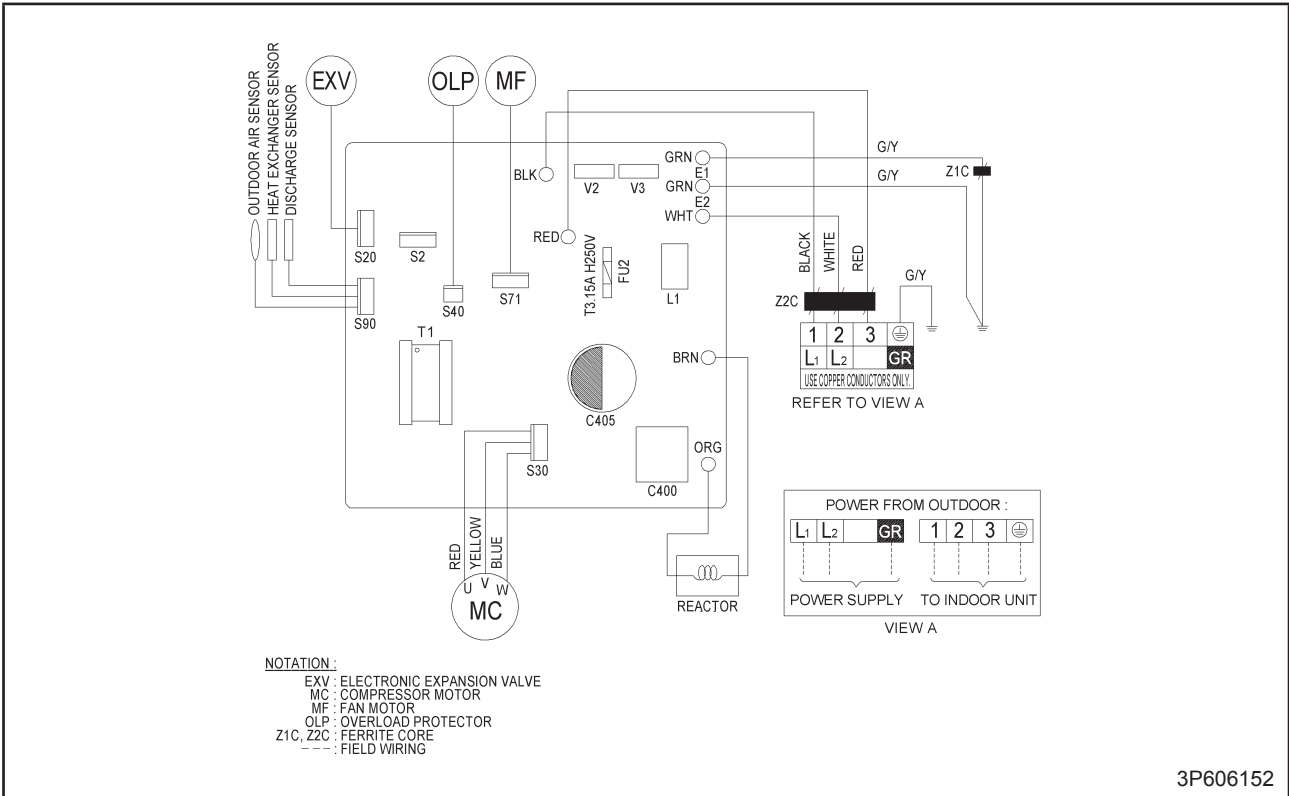 OUTDOOR AIR SENSOR
HEAT EXCHANGER SENSOR
DISCHARGE SENSOR
EXV
OLP
MF
S20
S2
S90
S40
S71
T1
BLK
RED
V2
V3
GRN
E1
GRN
E2
WHT
T3.15A H250V
FU2
L1
BRN
C405
ORG
C400
S30
G/Y
G/Y
Z1C
BLACK
WHITE
RED
G/Y
Z2C
1 2 3
L1 L2 GR
USE COPPER CONDUCTORS ONLY.
REFER TO VIEW A
RED
YELLOW
BLUE
U V W
MC
REACTOR
POWER FROM OUTDOOR :
L1 L2 GR 1 2 3
POWER SUPPLY TO INDOOR UNIT
VIEW A
NOTATION :
EXV : ELECTRONIC EXPANSION VALVE
MC : COMPRESSOR MOTOR
MF : FAN MOTOR
OLP : OVERLOAD PROTECTOR
Z1C, Z2C : FERRITE CORE
--- : FIELD WIRING
3P606152